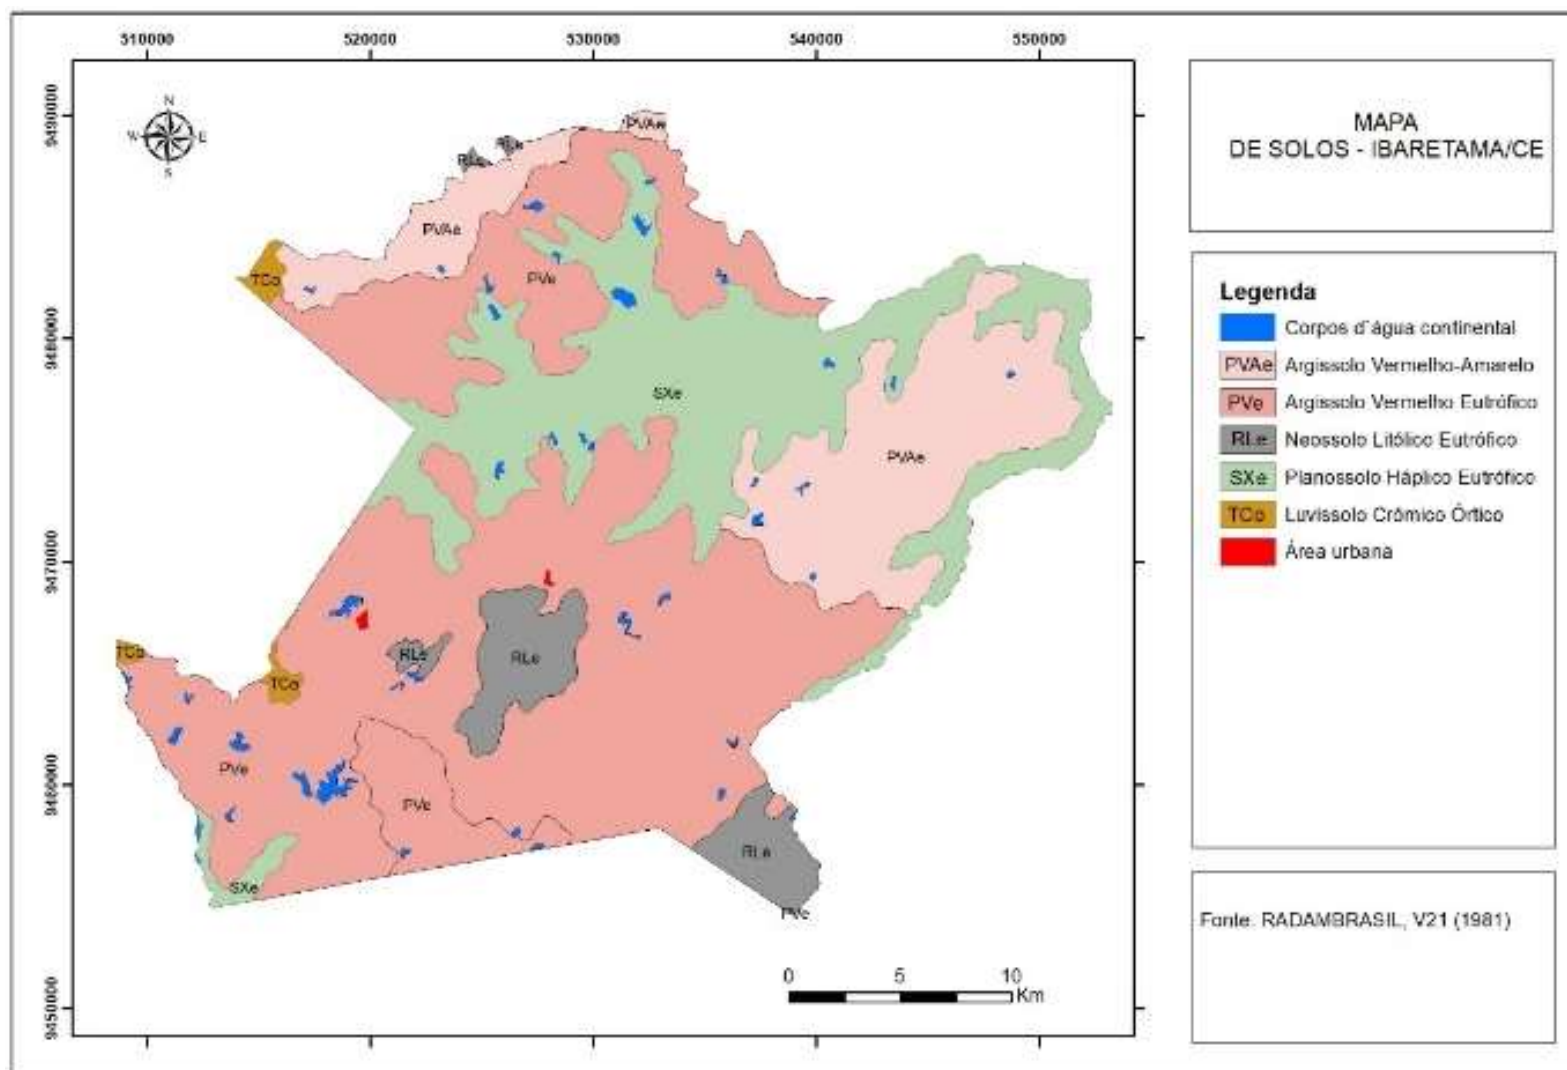 510000 520000 530000 540000 550000
9490000
9480000
9470000
9460000
9450000
N
W E
S
PVAe
RLe
RLe
PVAe
TCo
PVe
SXe
PVAe
TCo
TCo
RLe
RLe
PVe
PVe
RLe
SXe
PVe
0 5 10
Km
MAPA
DE SOLOS - IBARETAMA/CE
Legenda
Corpos d´água continental
PVAe Argissolo Vermelho-Amarelo
PVe Argissolo Vermelho Eutrófico
RLe Neossolo Litólico Eutrófico
SXe Planossolo Háplico Eutrófico
TCo Luvissolo Crômico Órtico
Área urbana
Fonte. RADAMBRASIL, V21 (1981)